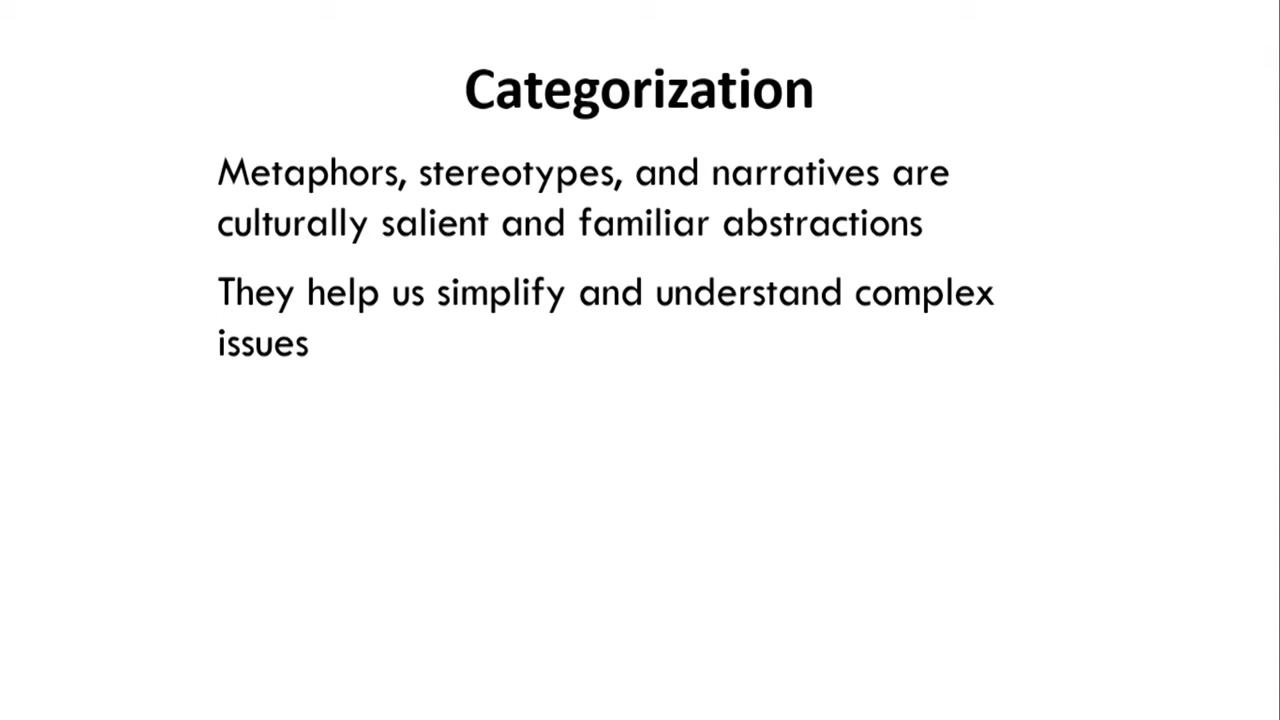 Categorization
Metaphors, stereotypes, and narratives are
culturally salient and familiar abstractions
They help us simplify and understand complex
issues